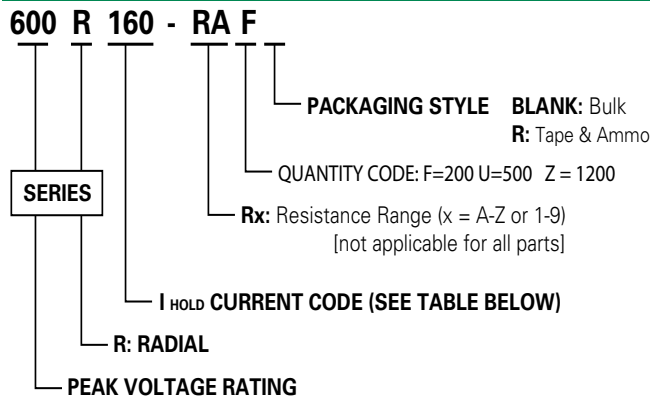 600 R 160 - RA F
PACKAGING STYLE BLANK: Bulk
R: Tape & Ammo
QUANTITY CODE: F=200 U=500 Z = 1200
SERIES
Rx: Resistance Range (x = A-Z or 1-9)
[not applicable for all parts]
I HOLD CURRENT CODE (SEE TABLE BELOW)
R: RADIAL
PEAK VOLTAGE RATING